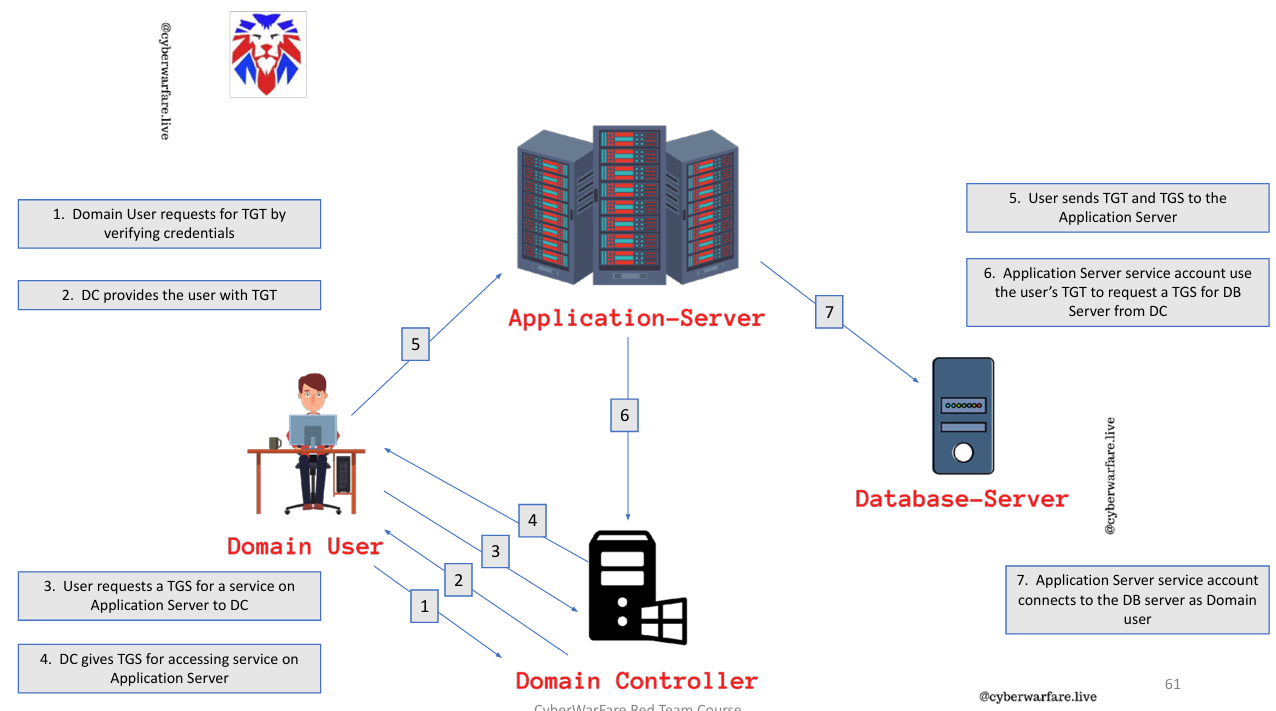 @cyberwarfare.live
1. Domain User requests for TGT by
verifying credentials
2. DC provides the user with TGT
5. User sends TGT and TGS to the
Application Server
6. Application Server service account use
the user’s TGT to request a TGS for DB
Server from DC
Application-Server
7
5
6
4
3
2
1
Database-Server
@cyberwarfare.live
Domain User
3. User requests a TGS for a service on
Application Server to DC
4. DC gives TGS for accessing service on
Application Server
7. Application Server service account
connects to the DB server as Domain
user
Domain Controller
61
@cyberwarfare.live
CyberWarFare Red Team Course